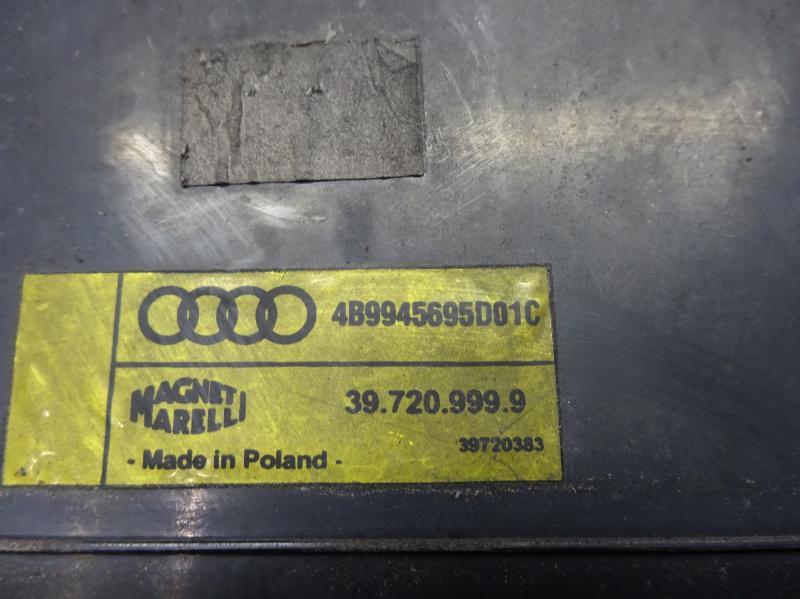 4B9945695D01C
MAGNETI
MARELLI
39.720.999.9
39720383
- Made in Poland -